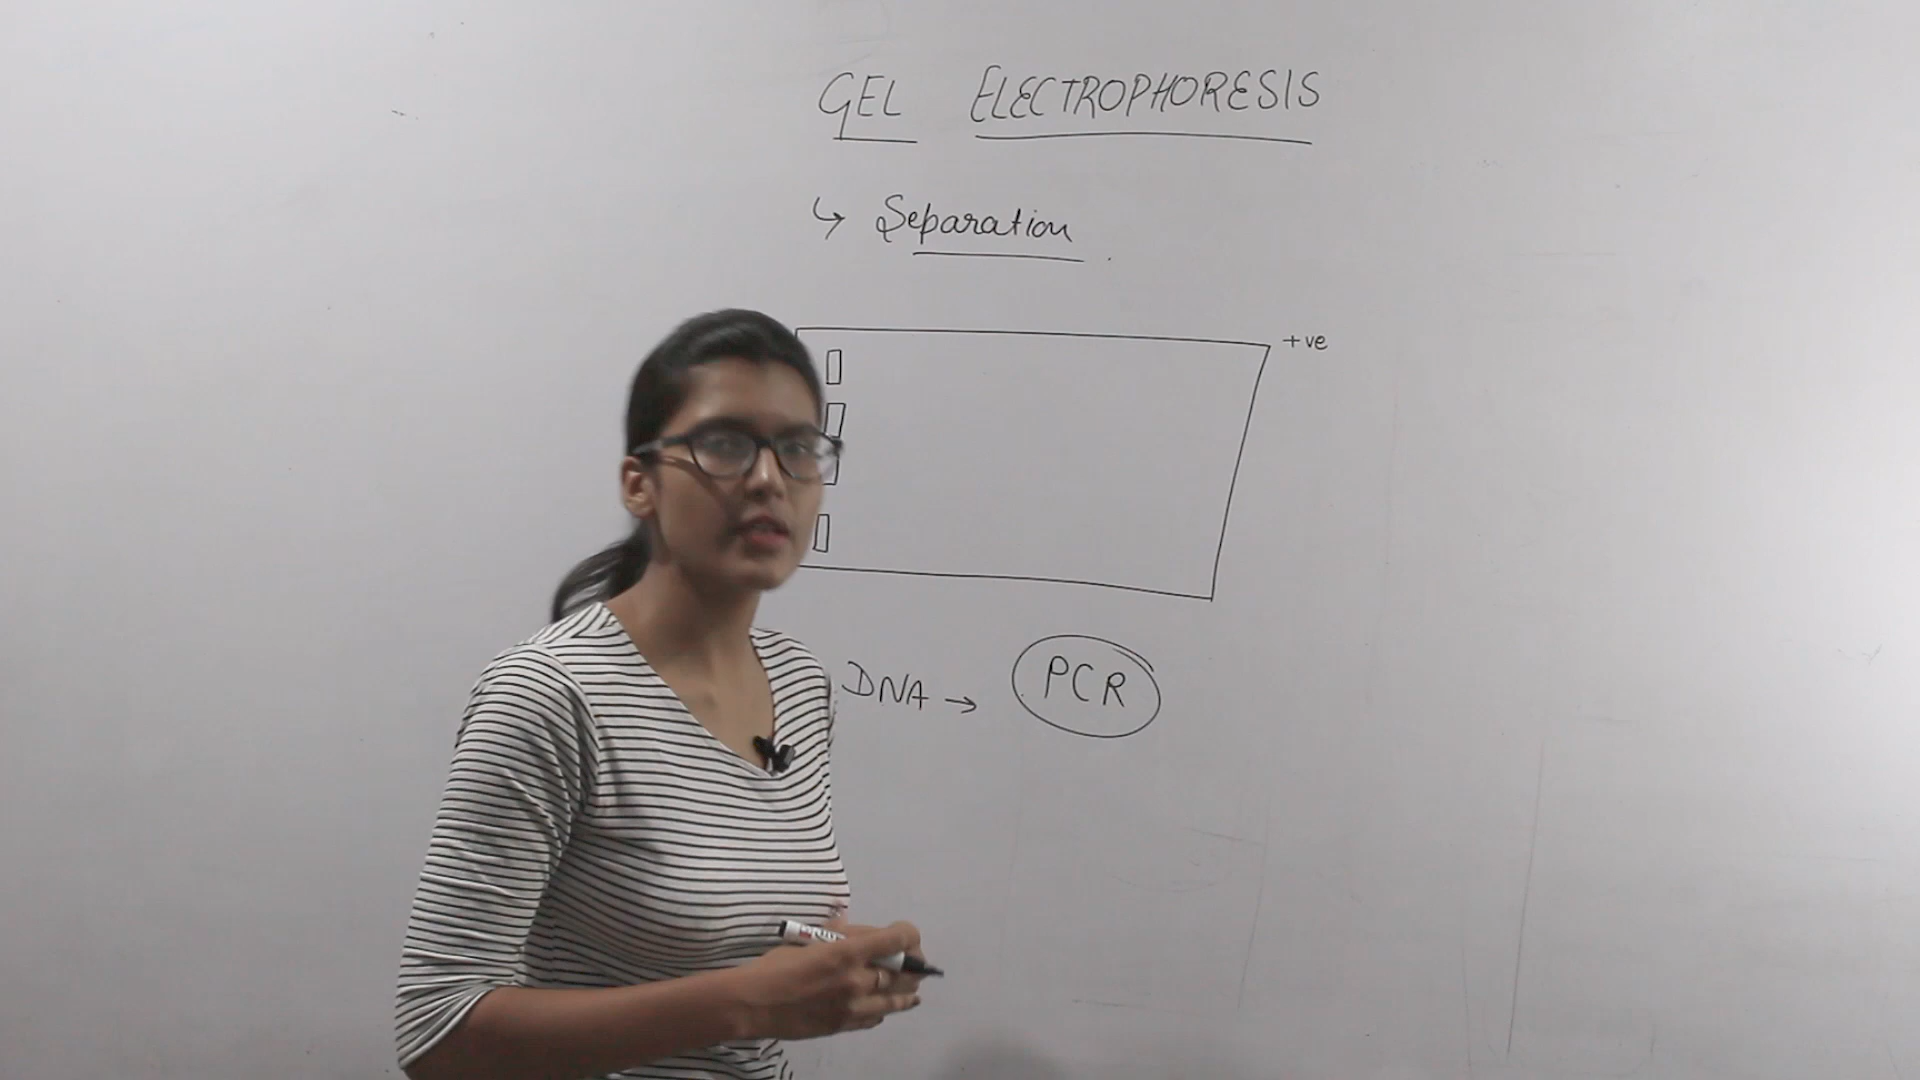 GEL ELECTROPHORESIS
↳ Separation
+ve
DNA → PCR